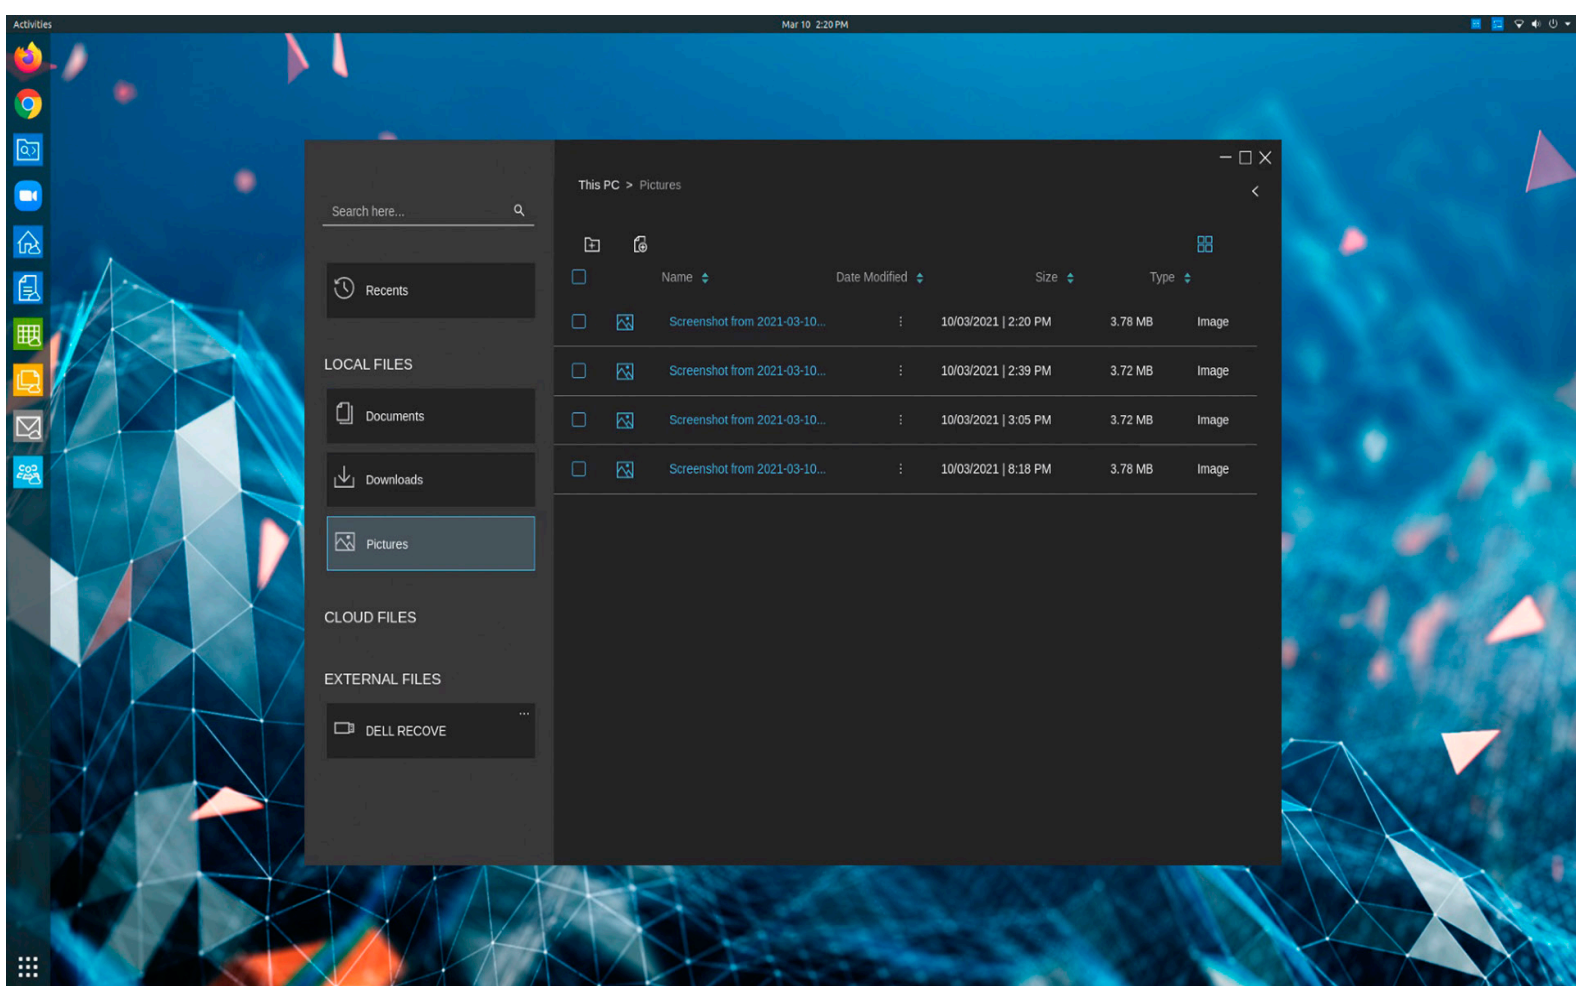 Activities
Mar 10 2:20 PM
Search here...
Recents
LOCAL FILES
Documents
Downloads
Pictures
CLOUD FILES
EXTERNAL FILES
...
DELL RECOVE
This PC > Pictures
Name Date Modified Size Type
Screenshot from 2021-03-10... 10/03/2021 | 2:20 PM 3.78 MB Image
Screenshot from 2021-03-10... 10/03/2021 | 2:39 PM 3.72 MB Image
Screenshot from 2021-03-10... 10/03/2021 | 3:05 PM 3.72 MB Image
Screenshot from 2021-03-10... 10/03/2021 | 8:18 PM 3.78 MB Image